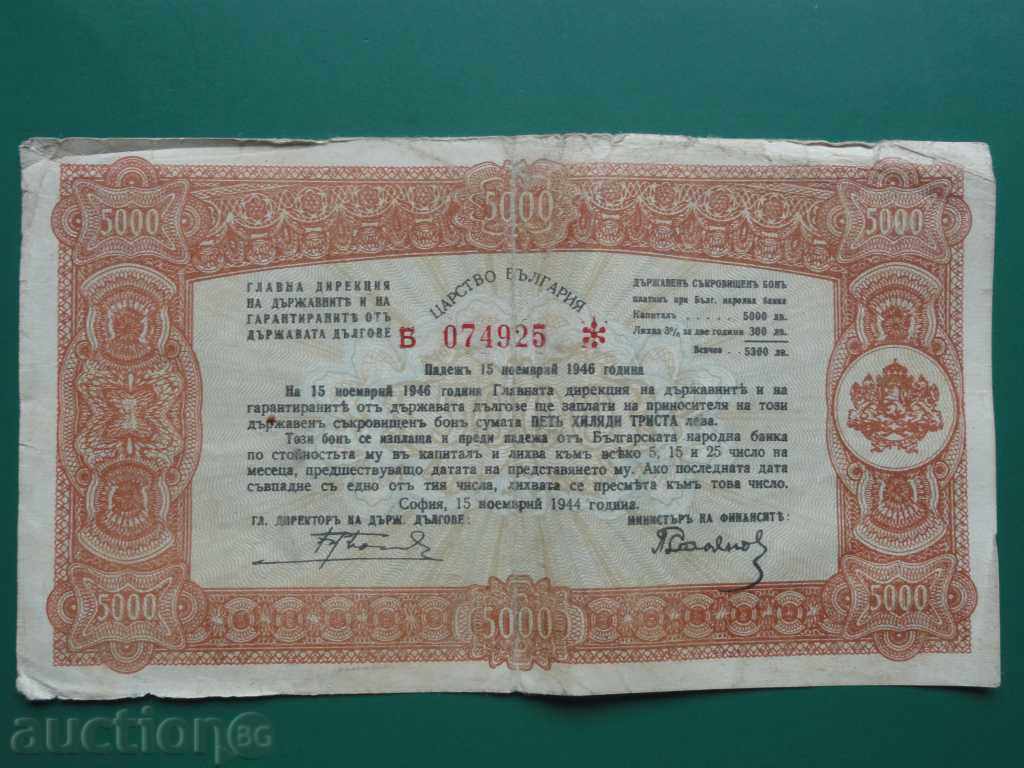 5000
5000
5000
ЦАРСТВО БЪЛГАРИЯ
ГЛАВНА ДИРЕКЦИЯ
НА ДЪРЖАВНИТѢ И НА
ГАРАНТИРАНИТѢ ОТЪ
ДЪРЖАВАТА ДЪЛГОВЕ
ДЪРЖАВЕНЪ СЪКРОВИЩЕНЪ БОНЪ
платимъ при Бълг. народна банка
Капиталъ . . . . . 5000 лв.
Лихва 3% за две години 300 лв.
Всичко . . 5300 лв.
Б 074925 *
Падежъ 15 ноемврий 1946 година
На 15 ноемврий 1946 година Главната дирекция на държавнитѣ и на
гарантиранитѣ отъ държавата дългове ще заплати на приносителя на този
държавенъ съкровищенъ бонъ сумата ПЕТЬ ХИЛЯДИ ТРИСТА лева.
Този бонъ се изплаща и преди падежа отъ Българската народна банка
по стойностьта му въ капиталъ и лихва къмъ всѣко 5, 15 и 25 число на
месеца, предшествуващо датата на представянето му. Ако последната дата
съвпадне съ едно отъ тия числа, лихвата се пресмѣта къмъ това число.
София, 15 ноемврий 1944 година.
ГЛ. ДИРЕКТОРЪ НА ДЪРЖ. ДЪЛГОВЕ:
МИНИСТЪРЪ НА ФИНАНСИТѢ:
5000
5000
5000
auction BG